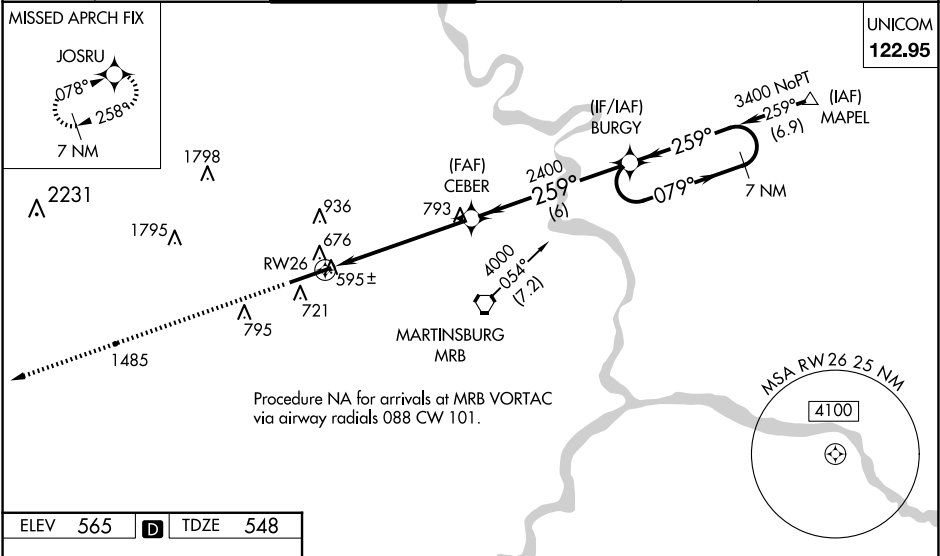 MISSED APRCH FIX
JOSRU
078°
258°
7 NM
UNICOM
122.95
3400 NoPT
259°
(6.9)
(IAF)
MAPEL
(IF/IAF)
BURGY
259°
079°
7 NM
2400
259°
(6)
(FAF)
CEBER
793
1798
2231
1795
936
676
RW26
595±
721
795
1485
4000
054°
(7.2)
MARTINSBURG
MRB
Procedure NA for arrivals at MRB VORTAC
via airway radials 088 CW 101.
MSA RW26 25 NM
4100
ELEV 565 D TDZE 548